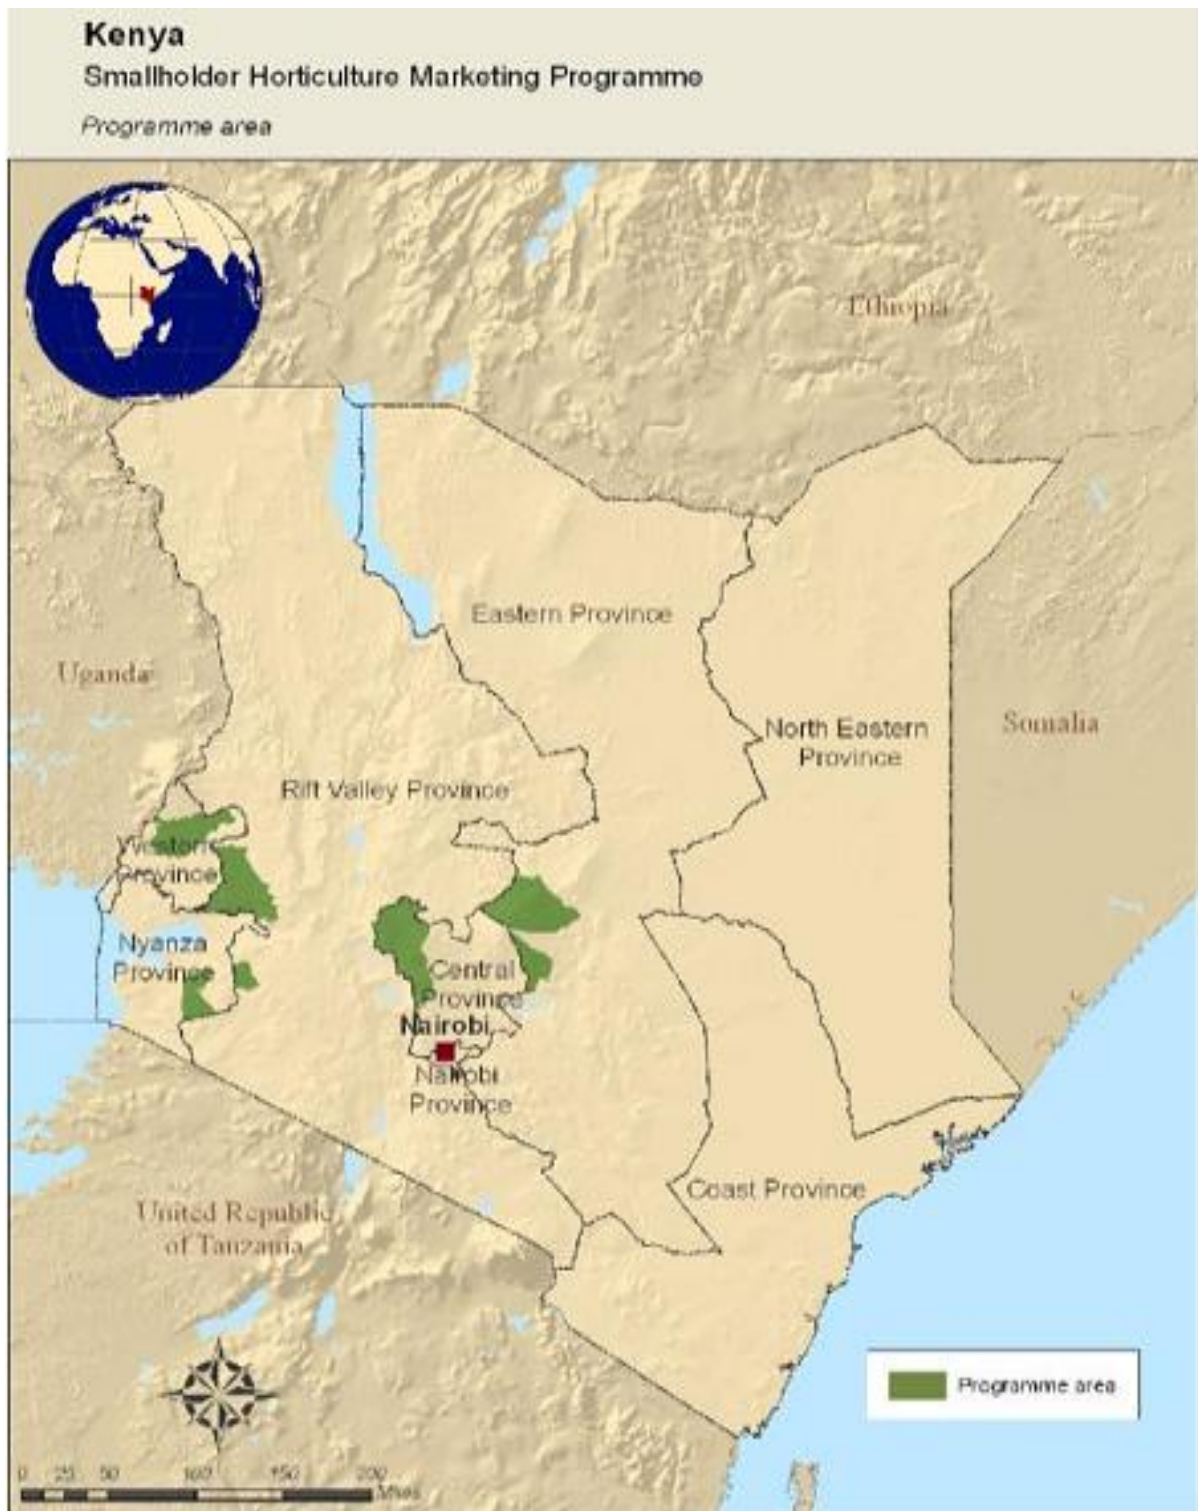 Kenya
Smallholder Horticulture Marketing Programme
Programme area
Ethiopia
Eastern Province
Uganda
Somalia
North Eastern
Province
Rift Valley Province
Western
Province
Nyanza
Province
Central
Province
Nairobi
Nairobi
Province
Coast Province
United Republic
of Tanzania
Programme area
0 25 50 100 150 200
Miles